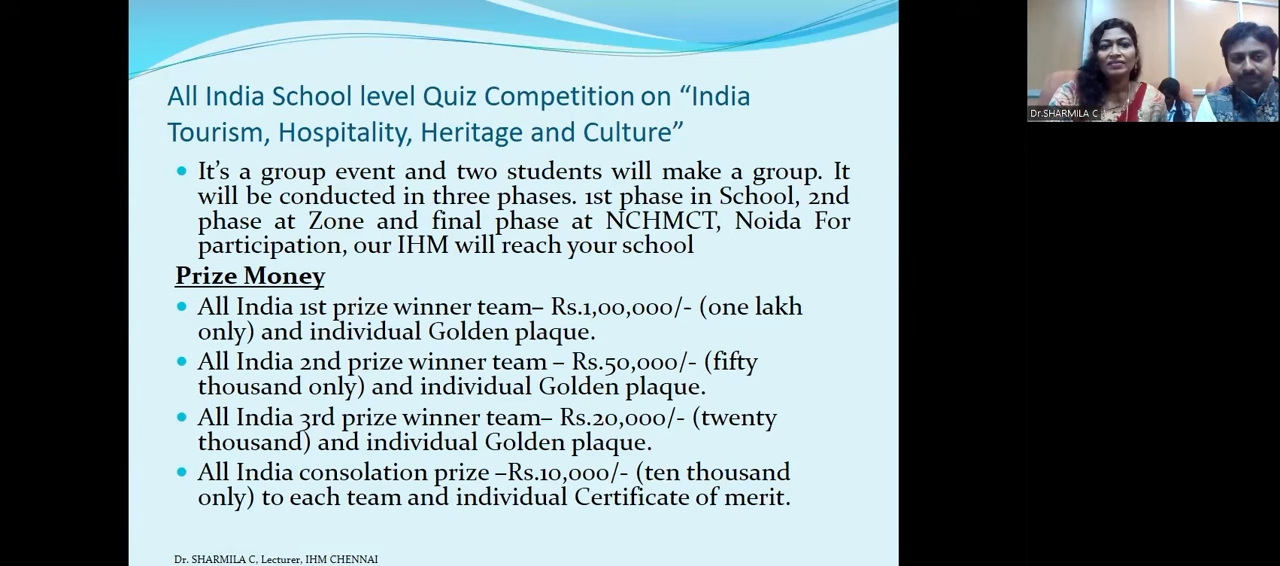 All India School level Quiz Competition on “India
Tourism, Hospitality, Heritage and Culture”
It’s a group event and two students will make a group. It
will be conducted in three phases. 1st phase in School, 2nd
phase at Zone and final phase at NCHMCT, Noida For
participation, our IHM will reach your school
Prize Money
All India 1st prize winner team– Rs.1,00,000/- (one lakh
only) and individual Golden plaque.
All India 2nd prize winner team – Rs.50,000/- (fifty
thousand only) and individual Golden plaque.
All India 3rd prize winner team– Rs.20,000/- (twenty
thousand) and individual Golden plaque.
All India consolation prize –Rs.10,000/- (ten thousand
only) to each team and individual Certificate of merit.
Dr. SHARMILA C, Lecturer, IHM CHENNAI
Dr.SHARMILA C